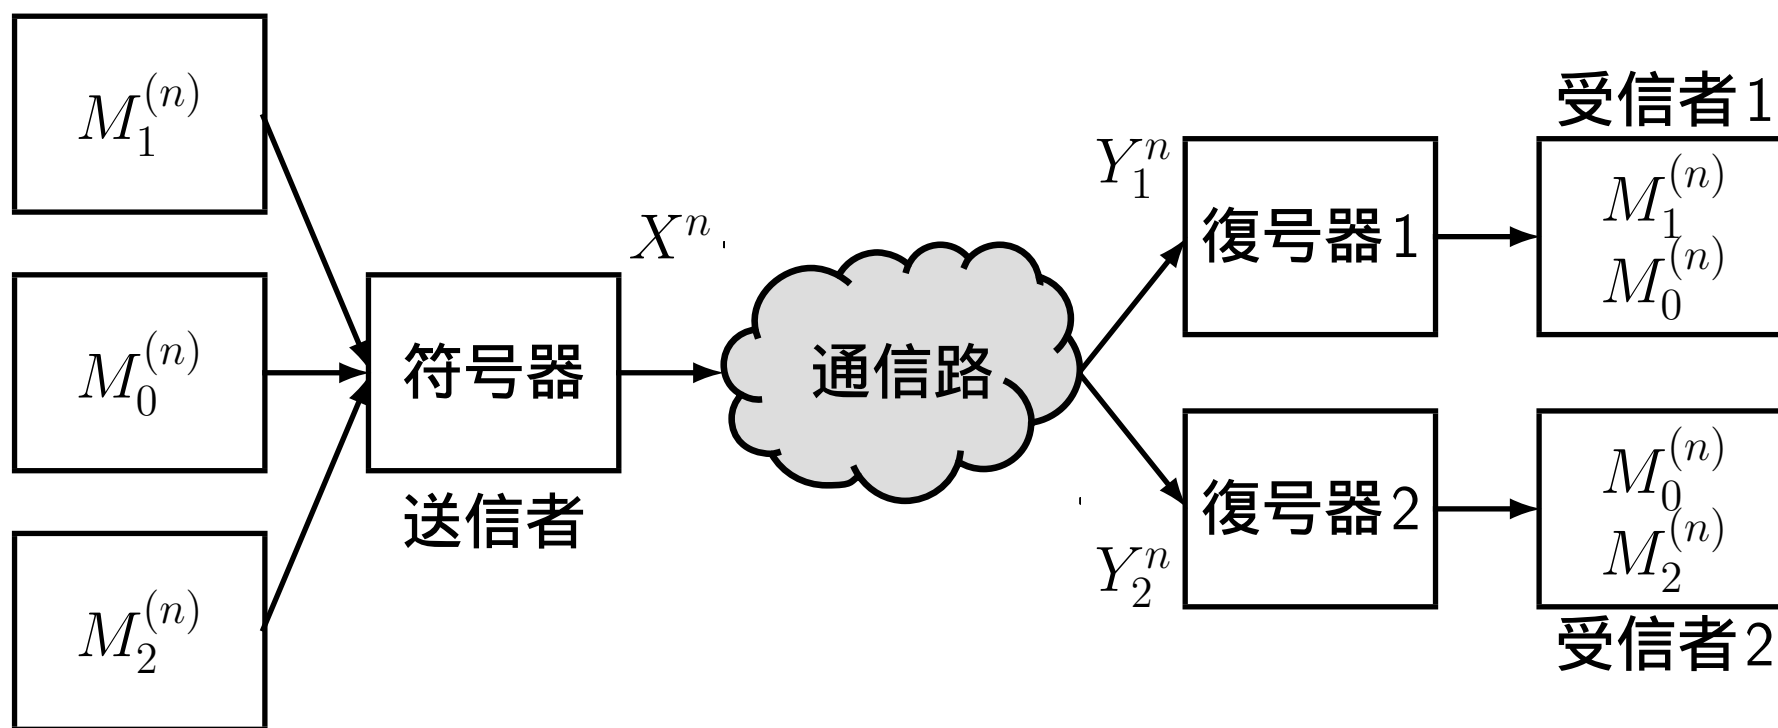 M_1^{(n)}
M_0^{(n)}
M_2^{(n)}
符号器
送信者
X^n
通信路
Y_1^n
復号器1
受信者1
M_1^{(n)}
M_0^{(n)}
Y_2^n
復号器2
M_0^{(n)}
M_2^{(n)}
受信者2